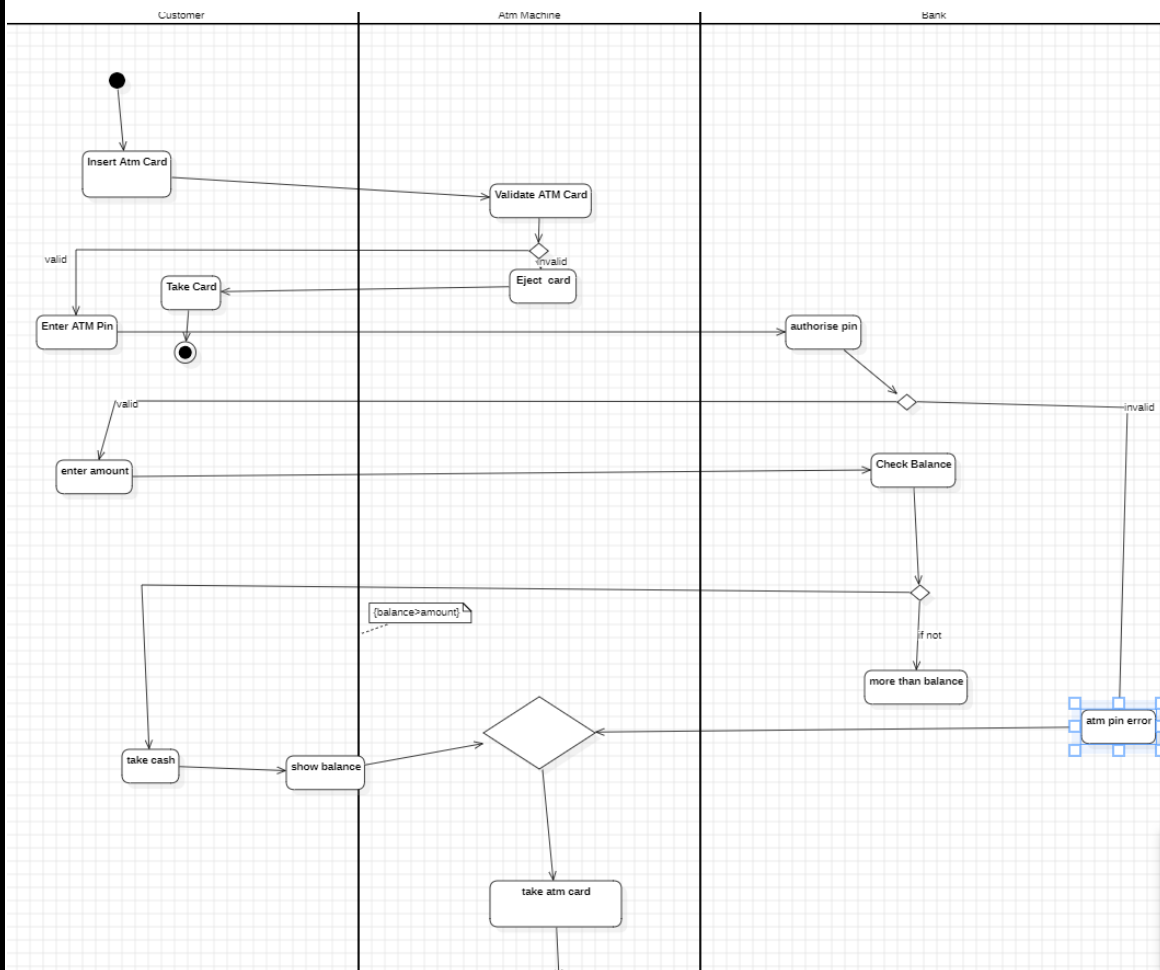 Customer
Atm Machine
Bank
Insert Atm Card
Validate ATM Card
valid
invalid
Take Card
Eject card
Enter ATM Pin
authorise pin
valid
invalid
enter amount
Check Balance
{balance>amount}
if not
more than balance
atm pin error
take cash
show balance
take atm card